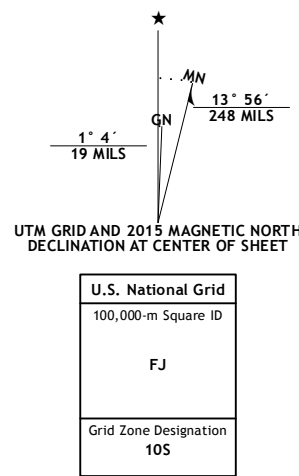 ★
MN
GN
13° 56´
248 MILS
1° 4´
19 MILS
UTM GRID AND 2015 MAGNETIC NORTH
DECLINATION AT CENTER OF SHEET
U.S. National Grid
100,000-m Square ID
FJ
Grid Zone Designation
10S